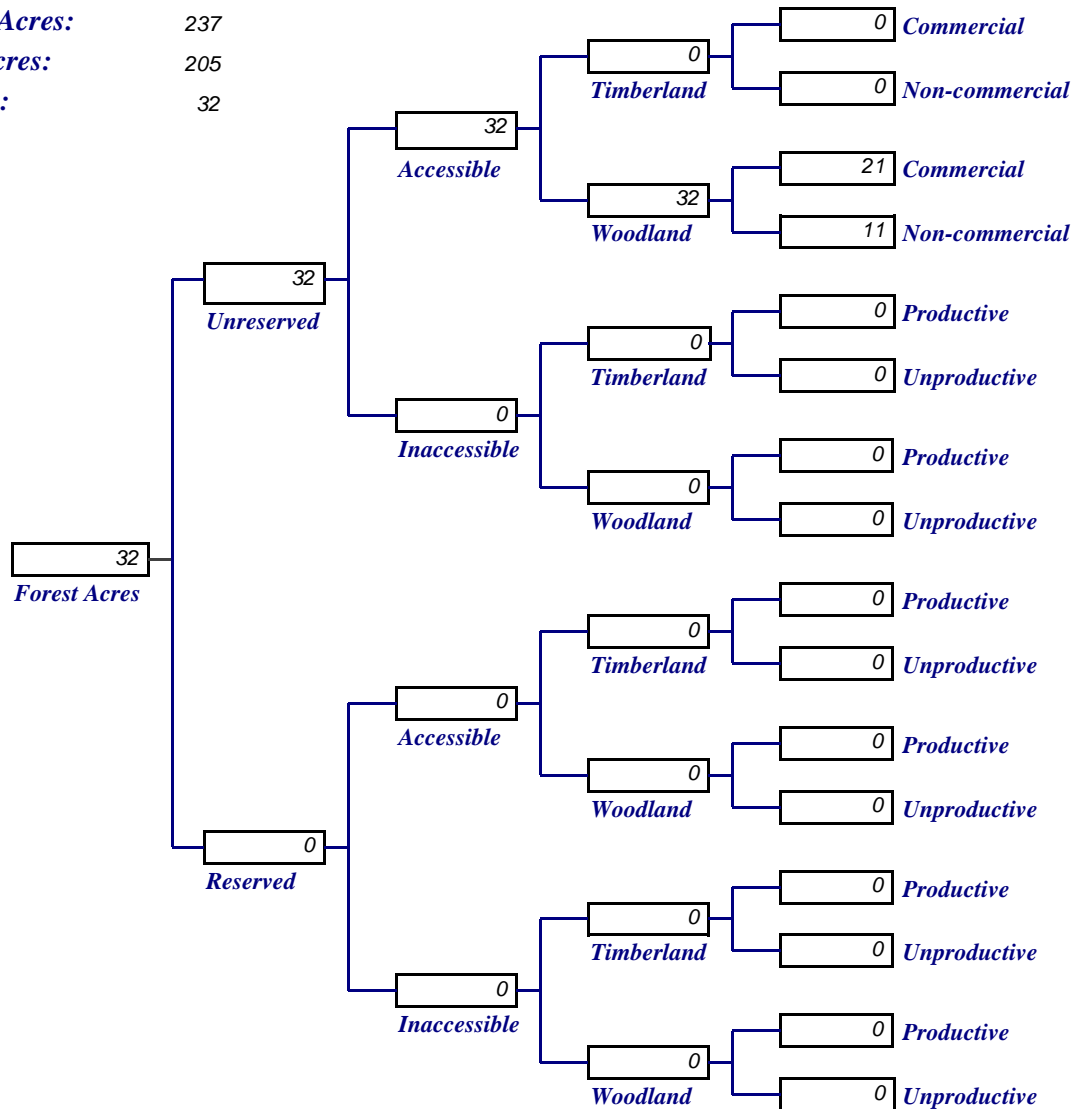 Acres: 237
cres: 205
: 32
0 Commercial
0 Timberland
0 Non-commercial
32 Accessible
21 Commercial
32 Woodland
11 Non-commercial
32 Unreserved
0 Productive
0 Timberland
0 Unproductive
0 Inaccessible
0 Productive
0 Woodland
0 Unproductive
32 Forest Acres
0 Productive
0 Timberland
0 Unproductive
0 Accessible
0 Productive
0 Woodland
0 Unproductive
0 Reserved
0 Productive
0 Timberland
0 Unproductive
0 Inaccessible
0 Productive
0 Woodland
0 Unproductive